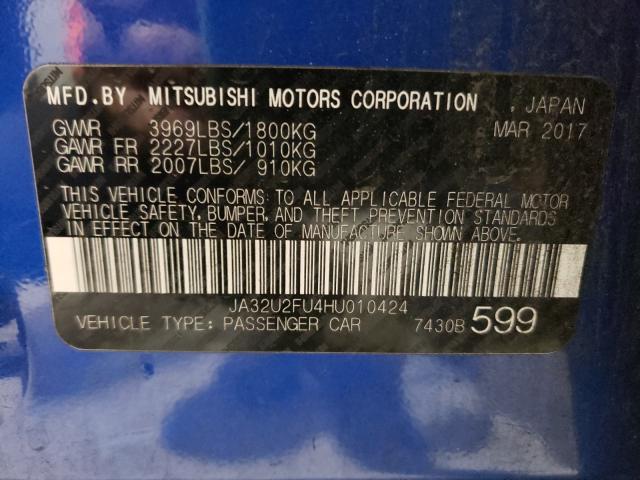 MFD.BY MITSUBISHI MOTORS CORPORATION , JAPAN
GVWR 3969LBS/1800KG MAR 2017
GAWR FR 2227LBS/1010KG
GAWR RR 2007LBS/ 910KG
THIS VEHICLE CONFORMS TO ALL APPLICABLE FEDERAL MOTOR
VEHICLE SAFETY, BUMPER, AND THEFT PREVENTION STANDARDS
IN EFFECT ON THE DATE OF MANUFACTURE SHOWN ABOVE.
JA32U2FU4HU010424
VEHICLE TYPE: PASSENGER CAR 7430B 599